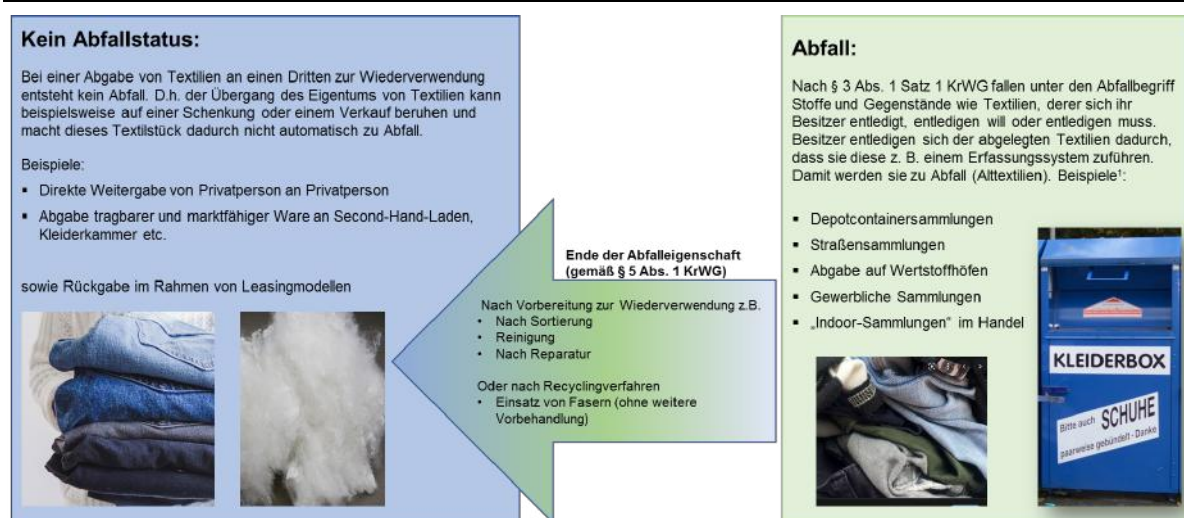 Kein Abfallstatus:
Bei einer Abgabe von Textilien an einen Dritten zur Wiederverwendung
entsteht kein Abfall. D.h. der Übergang des Eigentums von Textilien kann
beispielsweise auf einer Schenkung oder einem Verkauf beruhen und
macht dieses Textilstück dadurch nicht automatisch zu Abfall.
Beispiele:
▪ Direkte Weitergabe von Privatperson an Privatperson
▪ Abgabe tragbarer und marktfähiger Ware an Second-Hand-Laden,
Kleiderkammer etc.
sowie Rückgabe im Rahmen von Leasingmodellen
Ende der Abfalleigenschaft
(gemäß § 5 Abs. 1 KrWG)
Nach Vorbereitung zur Wiederverwendung z.B.
• Nach Sortierung
• Reinigung
• Nach Reparatur
Oder nach Recyclingverfahren
• Einsatz von Fasern (ohne weitere
Vorbehandlung)
Abfall:
Nach § 3 Abs. 1 Satz 1 KrWG fallen unter den Abfallbegriff
Stoffe und Gegenstände wie Textilien, derer sich ihr
Besitzer entledigt, entledigen will oder entledigen muss.
Besitzer entledigen sich der abgelegten Textilien dadurch,
dass sie diese z. B. einem Erfassungssystem zuführen.
Damit werden sie zu Abfall (Alttextilien). Beispiele¹:
▪ Depotcontainersammlungen
▪ Straßensammlungen
▪ Abgabe auf Wertstoffhöfen
▪ Gewerbliche Sammlungen
▪ „Indoor-Sammlungen“ im Handel
KLEIDERBOX
Bitte auch SCHUHE
paarweise gebündelt - Danke